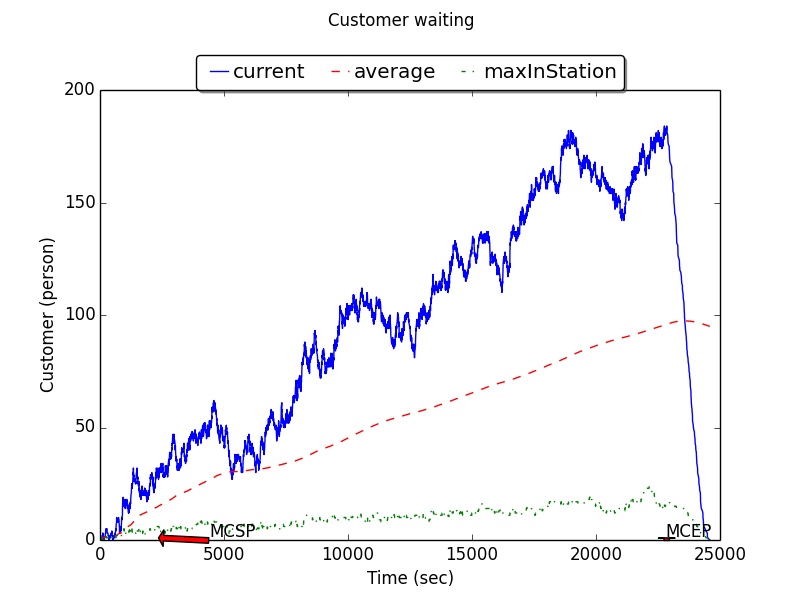 Customer waiting
current average maxInStation
200
150
100
50
0
Customer (person)
MCSP MCEP
0 5000 10000 15000 20000 25000
Time (sec)